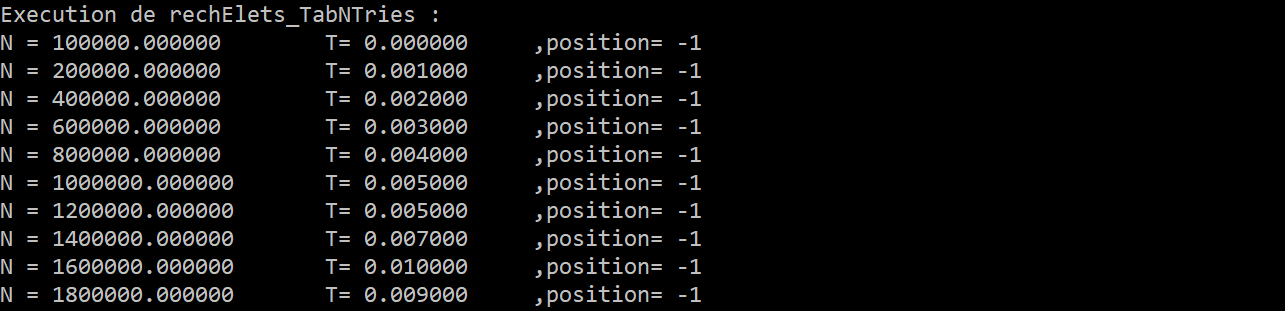 Execution de rechElets_TabNTries :
N = 100000.000000 T= 0.000000 ,position= -1
N = 200000.000000 T= 0.001000 ,position= -1
N = 400000.000000 T= 0.002000 ,position= -1
N = 600000.000000 T= 0.003000 ,position= -1
N = 800000.000000 T= 0.004000 ,position= -1
N = 1000000.000000 T= 0.005000 ,position= -1
N = 1200000.000000 T= 0.005000 ,position= -1
N = 1400000.000000 T= 0.007000 ,position= -1
N = 1600000.000000 T= 0.010000 ,position= -1
N = 1800000.000000 T= 0.009000 ,position= -1